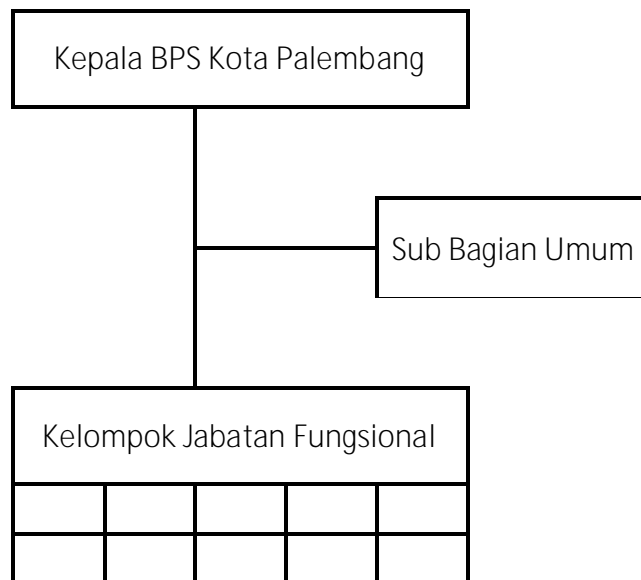 Kepala BPS Kota Palembang
Sub Bagian Umum
Kelompok Jabatan Fungsional